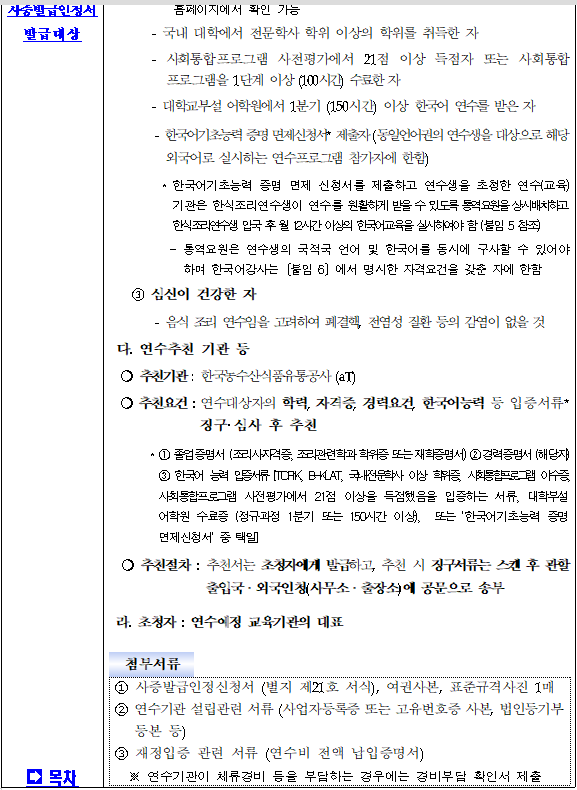 사증발급인정서
발급대상
홈페이지에서 확인 가능
- 국내 대학에서 전문학사 학위 이상의 학위를 취득한 자
- 사회통합프로그램 사전평가에서 21점 이상 득점자 또는 사회통합
프로그램을 1단계 이상 (100시간) 수료한 자
- 대학교부설 어학원에서 1분기 (150시간) 이상 한국어 연수를 받은 자
- 한국어기초능력 증명 면제신청서* 제출자 (동일언어권의 연수생을 대상으로 해당
외국어로 실시하는 연수프로그램 참가자에 한함)
* 한국어기초능력 증명 면제 신청서를 제출하고 연수생을 초청한 연수(교육)
기관은 한식조리연수생이 연수를 원활하게 받을 수 있도록 통역요원을 상시배치하고
한식조리연수생 입국 후 월 12시간 이상의 한국어교육을 실시하여야 함 (붙임 5 참조)
- 통역요원은 연수생의 국적국 언어 및 한국어를 동시에 구사할 수 있어야
하며 한국어강사는 [붙임 6] 에서 명시한 자격요건을 갖춘 자에 한함
③ 심신이 건강한 자
- 음식 조리 연수임을 고려하여 폐결핵, 전염성 질환 등의 감염이 없을 것
다. 연수추천 기관 등
❍ 추천기관 : 한국농수산식품유통공사 (aT)
❍ 추천요건 : 연수대상자의 학력, 자격증, 경력요건, 한국어능력 등 입증서류*
징구·심사 후 추천
* ① 졸업증명서 (조리사자격증, 조리관련학과 학위증 또는 재학증명서) ② 경력증명서 (해당자)
③ 한국어 능력 입증서류 [TOPIK, B-KLAT, 국내전문학사 이상 학위증, 사회통합프로그램 이수증,
사회통합프로그램 사전평가에서 21점 이상을 득점했음을 입증하는 서류, 대학부설
어학원 수료증 (정규과정 1분기 또는 150시간 이상), 또는 '한국어기초능력 증명
면제신청서' 중 택일]
❍ 추천절차 : 추천서는 초청자에게 발급하고, 추천 시 징구서류는 스캔 후 관할
출입국·외국인청(사무소·출장소)에 공문으로 송부
라. 초청자 : 연수예정 교육기관의 대표
첨부서류
① 사증발급인정신청서 (별지 제21호 서식), 여권사본, 표준규격사진 1매
② 연수기관 설립관련 서류 (사업자등록증 또는 고유번호증 사본, 법인등기부
등본 등)
③ 재정입증 관련 서류 (연수비 전액 납입증명서)
※ 연수기관이 체류경비 등을 부담하는 경우에는 경비부담 확인서 제출
➪ 목차